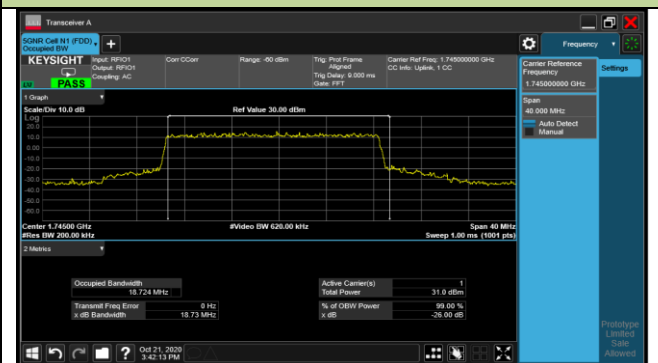 Transceiver A
5GNR Cell N1 (FDD)
Occupied BW
Frequency
KEYSIGHT
PASS
Input: RFIO1
Output: RFIO1
Coupling: AC
Corr CCorr
Range: -60 dBm
Trig: Prot Frame
Aligned
Trig Delay: 9.000 ms
Gate: FFT
Carrier Ref Freq: 1.745000000 GHz
CC Info: Uplink, 1 CC
Carrier Reference
Frequency
1.745000000 GHz
Settings
Span
40.000 MHz
Auto Detect
Manual
1 Graph
Scale/Div 10.0 dB
Ref Value 30.00 dBm
Log
20.0
10.0
0.00
-10.0
-20.0
-30.0
-40.0
-50.0
-60.0
Center 1.74500 GHz
#Video BW 620.00 kHz
Span 40 MHz
#Res BW 200.00 kHz
Sweep 1.00 ms (1001 pts)
2 Metrics
Occupied Bandwidth
18.724 MHz
Active Carrier(s) 1
Total Power 31.0 dBm
Transmit Freq Error 0 Hz
x dB Bandwidth 18.73 MHz
% of OBW Power 99.00 %
x dB -26.00 dB
Oct 21, 2020
3:42:13 PM
Prototype
Limited
Sale
Allowed